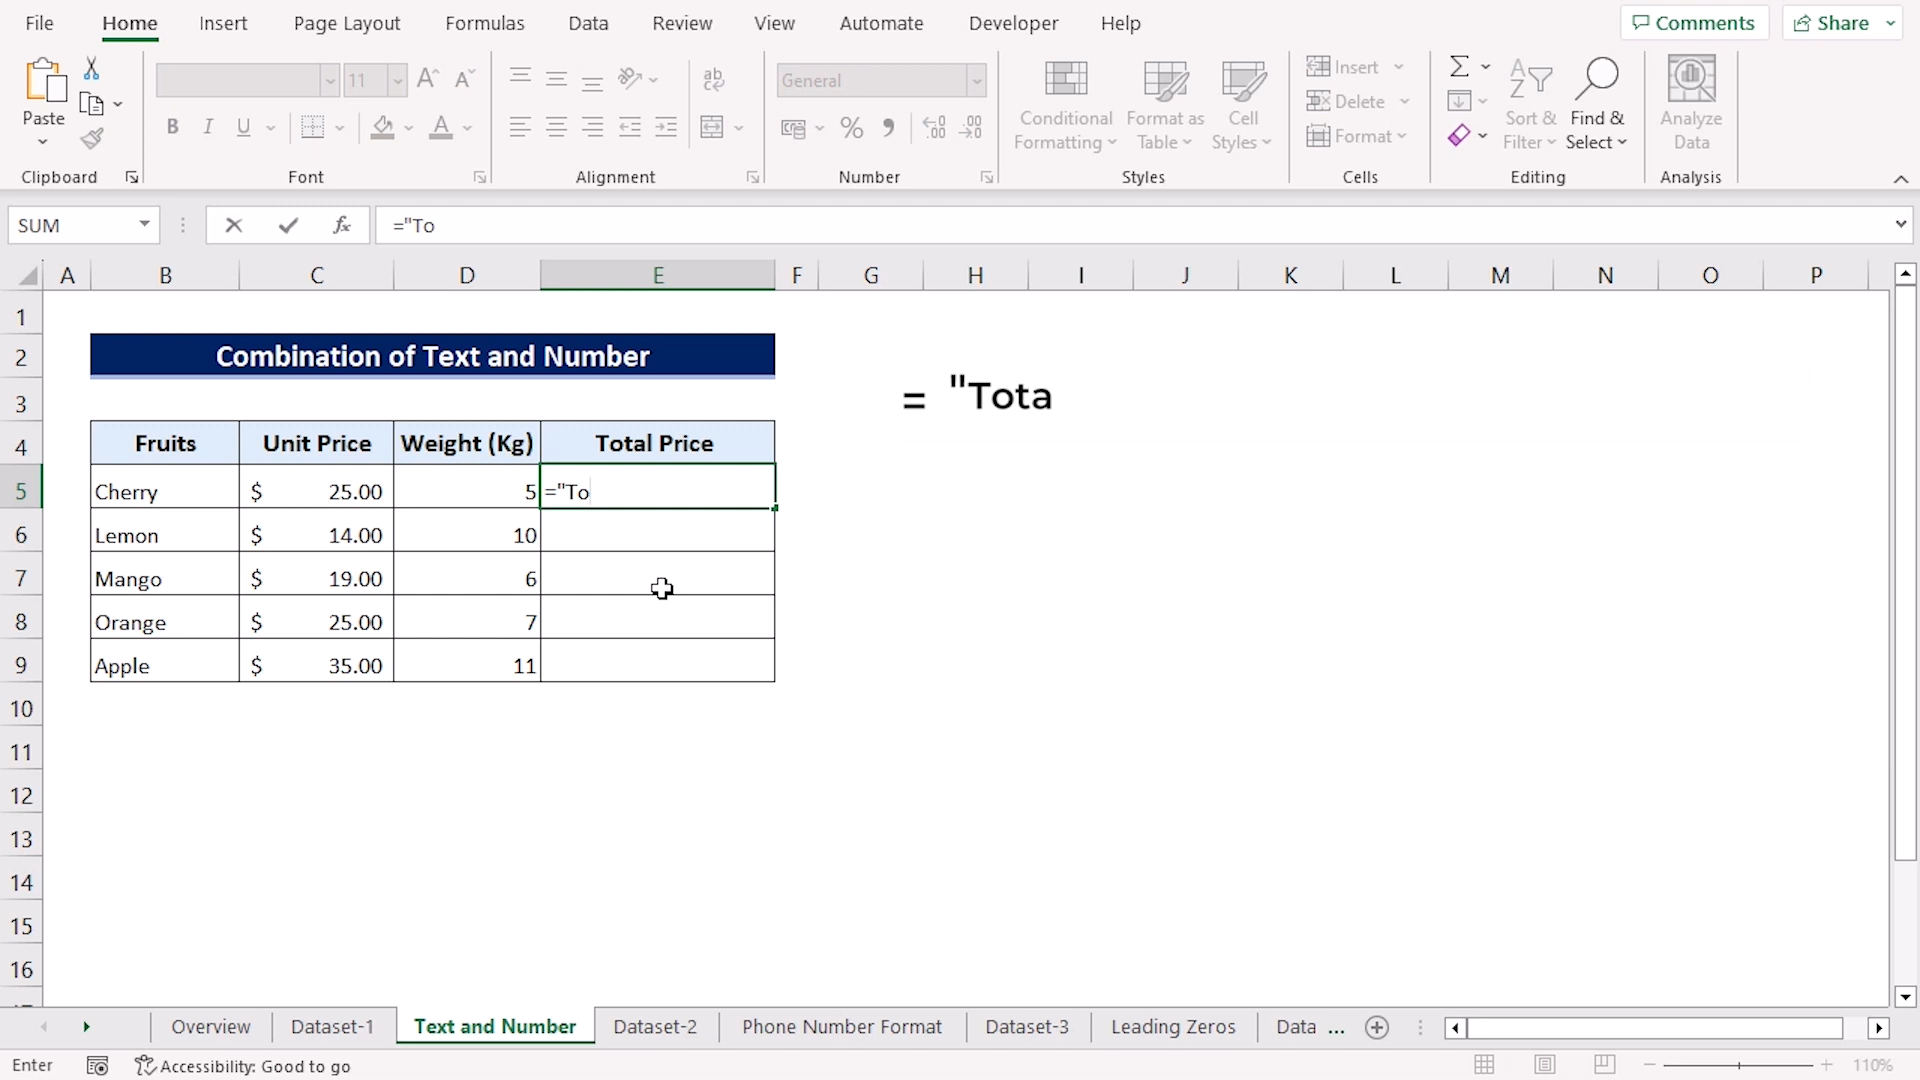 File Home Insert Page Layout Formulas Data Review View Automate Developer Help Comments Share
Paste
Clipboard
11 A^ A˅
B I U A
Font
ab
Alignment
General
% ,
.00
Number
Conditional Formatting
Format as Table
Cell Styles
Styles
Insert
Delete
Format
Cells
Σ
Sort & Filter
Find & Select
Editing
Analyze Data
Analysis
SUM fx ="To
A B C D E F G H I J K L M N O P
1
2 Combination of Text and Number
3 = "Tota
4 Fruits Unit Price Weight (Kg) Total Price
5 Cherry $ 25.00 5 ="To
6 Lemon $ 14.00 10
7 Mango $ 19.00 6
8 Orange $ 25.00 7
9 Apple $ 35.00 11
10
11
12
13
14
15
16
Overview Dataset-1 Text and Number Dataset-2 Phone Number Format Dataset-3 Leading Zeros Data ...
Enter Accessibility: Good to go 110%